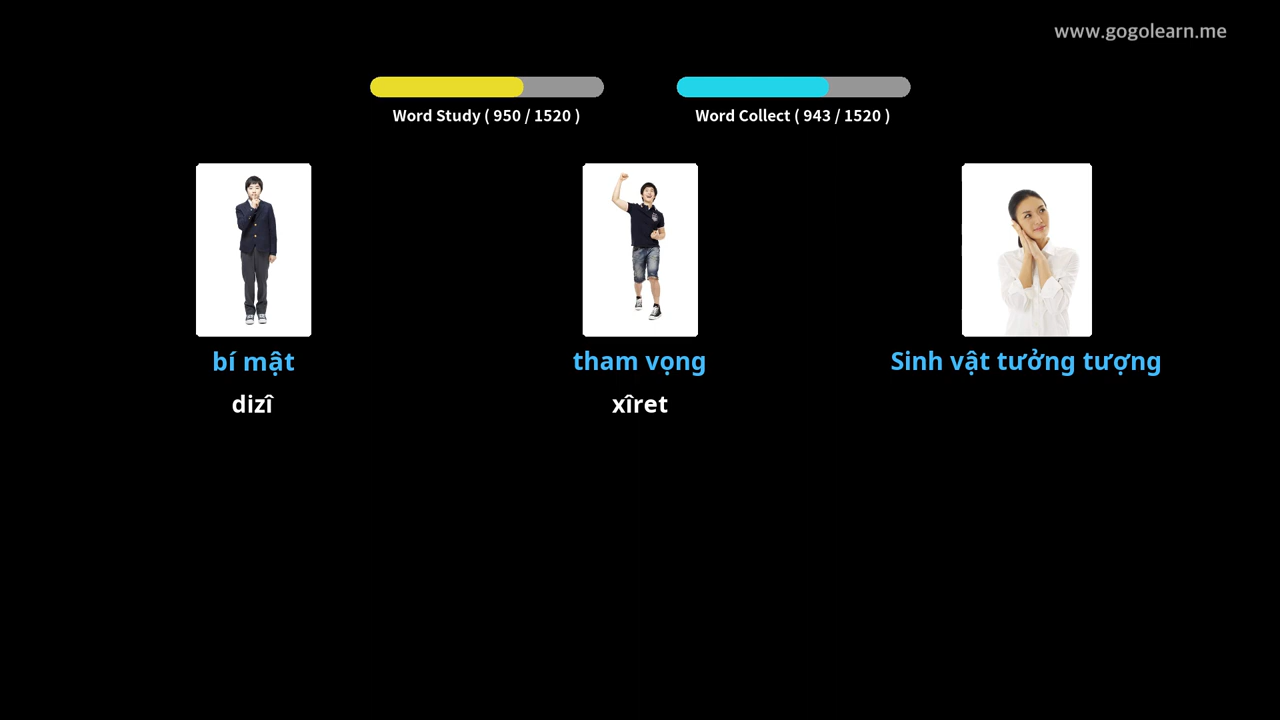 www.gogolearn.me
Word Study ( 950 / 1520 )
Word Collect ( 943 / 1520 )
bí mật
dizî
tham vọng
xîret
Sinh vật tưởng tượng